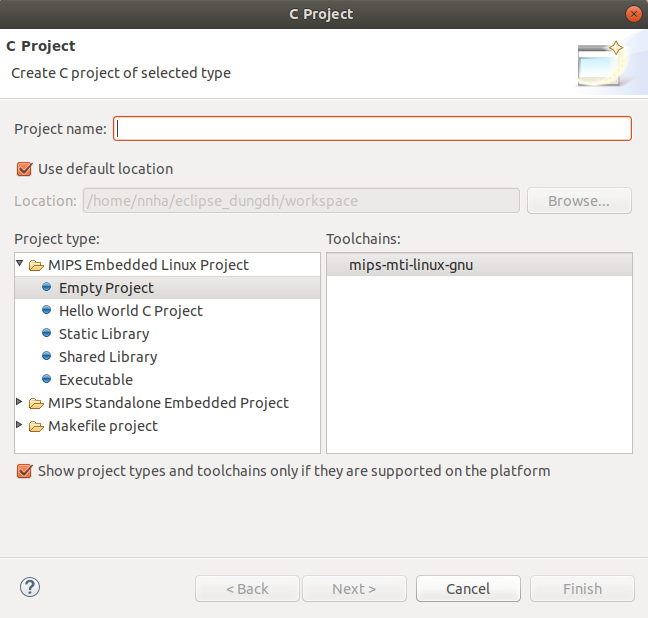 C Project
C Project
Create C project of selected type
Project name:
Use default location
Location: /home/nnha/eclipse_dungdh/workspace Browse...
Project type: Toolchains:
MIPS Embedded Linux Project mips-mti-linux-gnu
Empty Project
Hello World C Project
Static Library
Shared Library
Executable
MIPS Standalone Embedded Project
Makefile project
Show project types and toolchains only if they are supported on the platform
? < Back Next > Cancel Finish